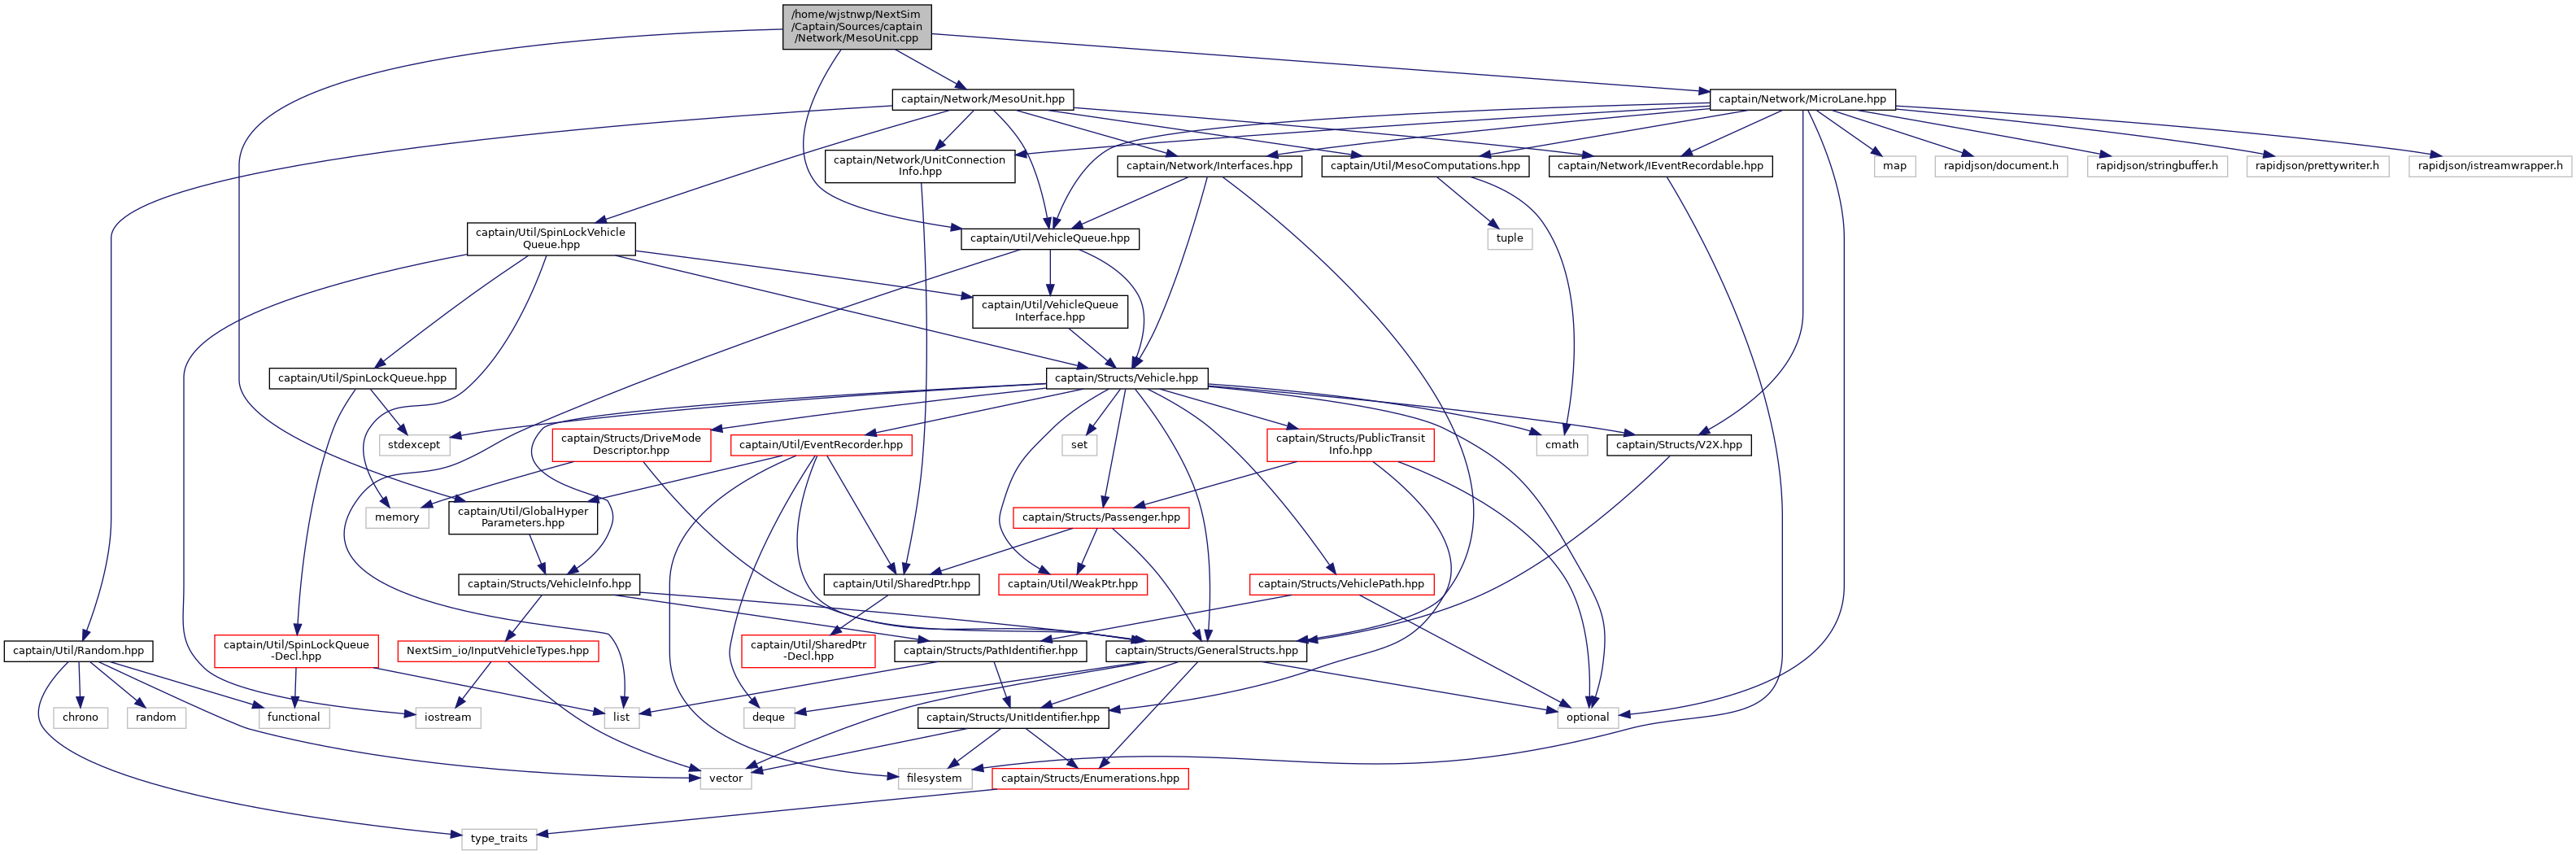 /home/wjstnwp/NextSim
/Captain/Sources/captain
/Network/MesoUnit.cpp
captain/Network/MesoUnit.hpp
captain/Network/MicroLane.hpp
captain/Network/UnitConnection
Info.hpp
captain/Network/Interfaces.hpp
captain/Util/MesoComputations.hpp
captain/Network/IEventRecordable.hpp
map
rapidjson/document.h
rapidjson/stringbuffer.h
rapidjson/prettywriter.h
rapidjson/istreamwrapper.h
captain/Util/SpinLockVehicle
Queue.hpp
captain/Util/VehicleQueue.hpp
tuple
captain/Util/VehicleQueue
Interface.hpp
captain/Util/SpinLockQueue.hpp
captain/Structs/Vehicle.hpp
stdexcept
captain/Structs/DriveMode
Descriptor.hpp
captain/Util/EventRecorder.hpp
set
captain/Structs/PublicTransit
Info.hpp
cmath
captain/Structs/V2X.hpp
memory
captain/Util/GlobalHyper
Parameters.hpp
captain/Structs/Passenger.hpp
captain/Structs/VehicleInfo.hpp
captain/Util/SharedPtr.hpp
captain/Util/WeakPtr.hpp
captain/Structs/VehiclePath.hpp
captain/Util/Random.hpp
captain/Util/SpinLockQueue
-Decl.hpp
NextSim_io/InputVehicleTypes.hpp
captain/Util/SharedPtr
-Decl.hpp
captain/Structs/PathIdentifier.hpp
captain/Structs/GeneralStructs.hpp
chrono
random
functional
iostream
list
deque
captain/Structs/UnitIdentifier.hpp
optional
vector
filesystem
captain/Structs/Enumerations.hpp
type_traits